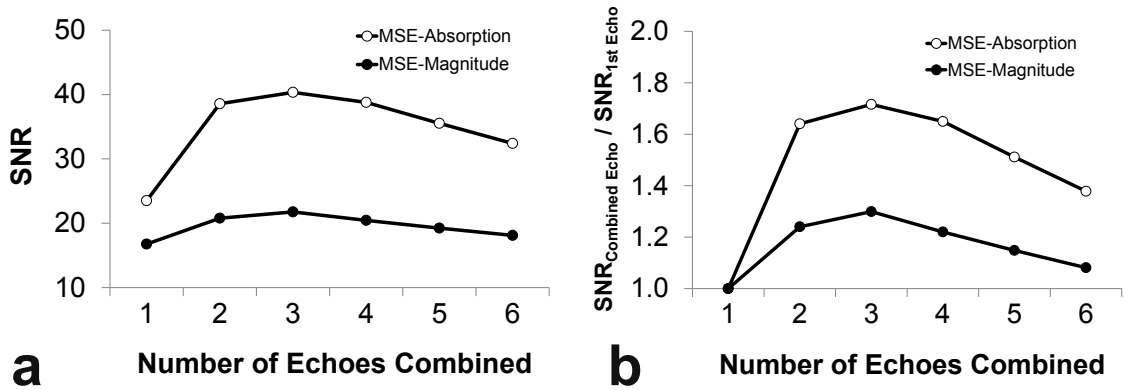 50
40
30
20
10
SNR
MSE-Absorption
MSE-Magnitude
1 2 3 4 5 6
Number of Echoes Combined
a
2.0
1.8
1.6
1.4
1.2
1.0
SNRCombined Echo / SNR1st Echo
MSE-Absorption
MSE-Magnitude
1 2 3 4 5 6
Number of Echoes Combined
b